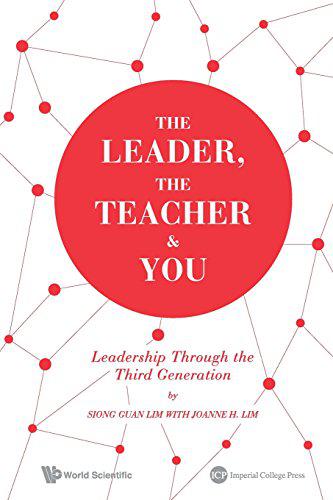 THE
LEADER,
THE
TEACHER
&
YOU
Leadership Through the
Third Generation
by
SIONG GUAN LIM WITH JOANNE H. LIM
World Scientific
ICP Imperial College Press